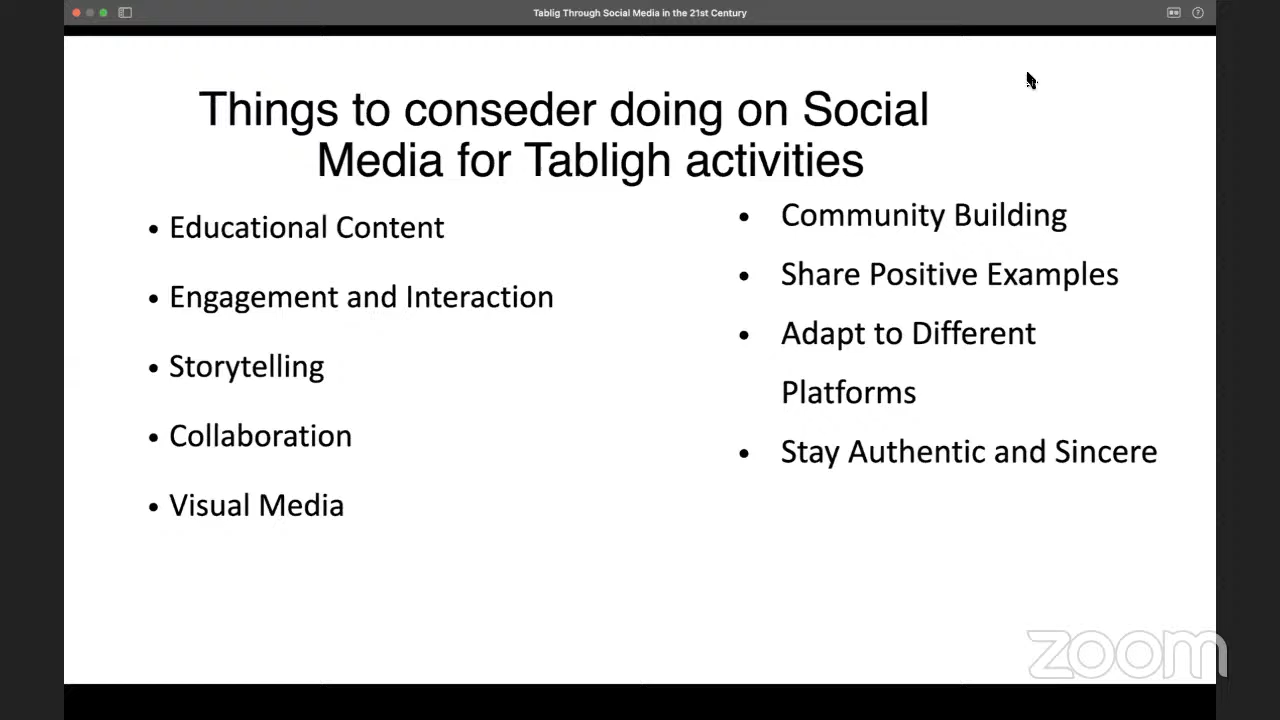 Tablig Through Social Media in the 21st Century
Things to conseder doing on Social
Media for Tabligh activities
• Educational Content
• Engagement and Interaction
• Storytelling
• Collaboration
• Visual Media
• Community Building
• Share Positive Examples
• Adapt to Different
Platforms
• Stay Authentic and Sincere
zoom